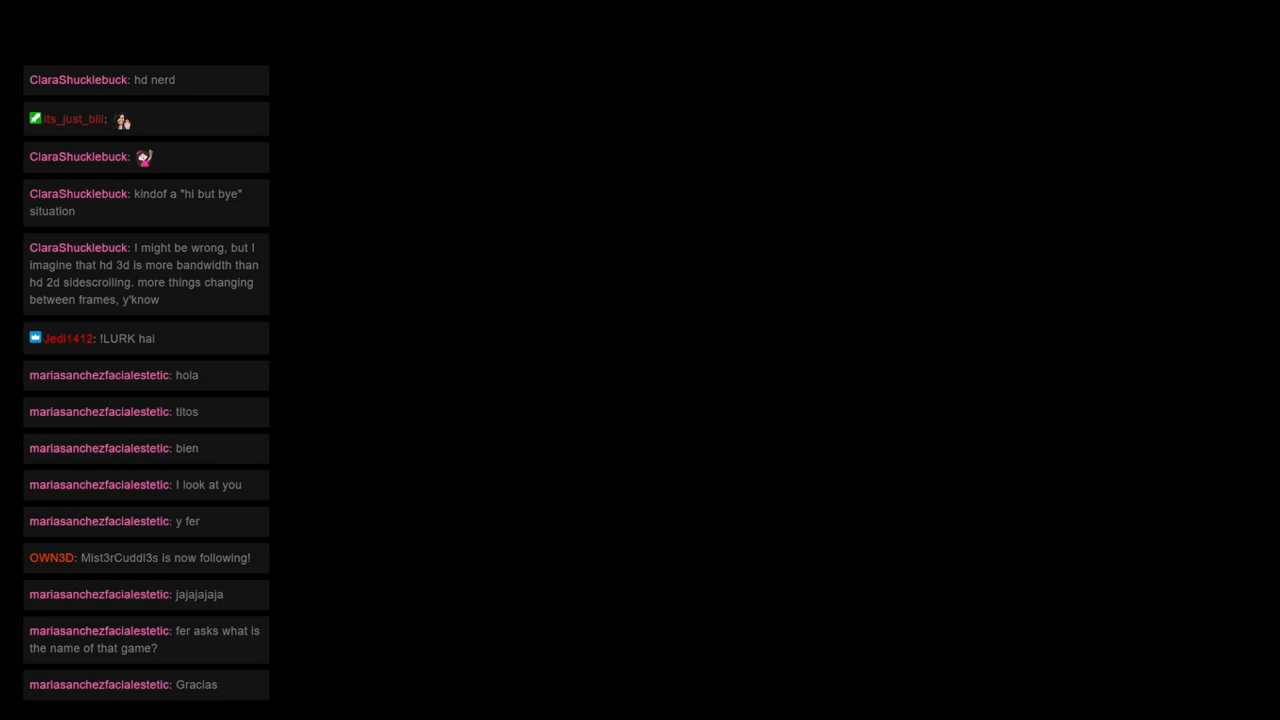 ClaraShucklebuck: hd nerd
its_just_bill:
ClaraShucklebuck:
ClaraShucklebuck: kindof a "hi but bye"
situation
ClaraShucklebuck: I might be wrong, but I
imagine that hd 3d is more bandwidth than
hd 2d sidescrolling. more things changing
between frames, y'know
Jedi1412: !LURK hai
mariasanchezfacialestetic: hola
mariasanchezfacialestetic: titos
mariasanchezfacialestetic: bien
mariasanchezfacialestetic: I look at you
mariasanchezfacialestetic: y fer
OWN3D: Mist3rCuddl3s is now following!
mariasanchezfacialestetic: jajajajaja
mariasanchezfacialestetic: fer asks what is
the name of that game?
mariasanchezfacialestetic: Gracias